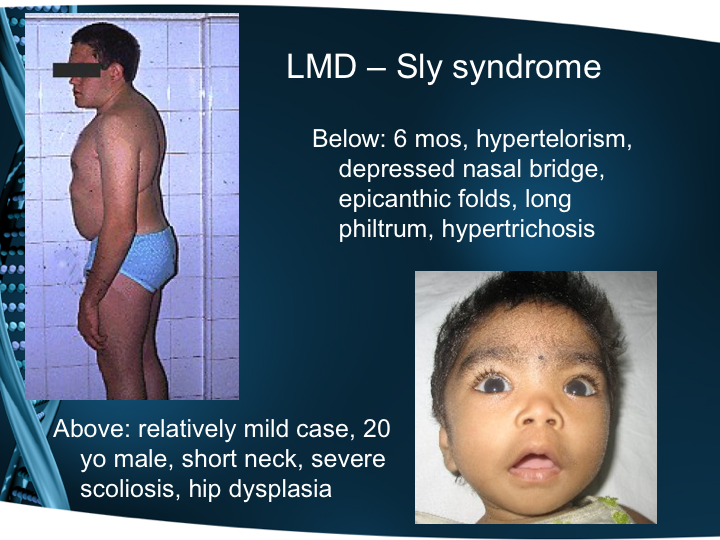 LMD – Sly syndrome
Below: 6 mos, hypertelorism,
depressed nasal bridge,
epicanthic folds, long
philtrum, hypertrichosis
Above: relatively mild case, 20
yo male, short neck, severe
scoliosis, hip dysplasia